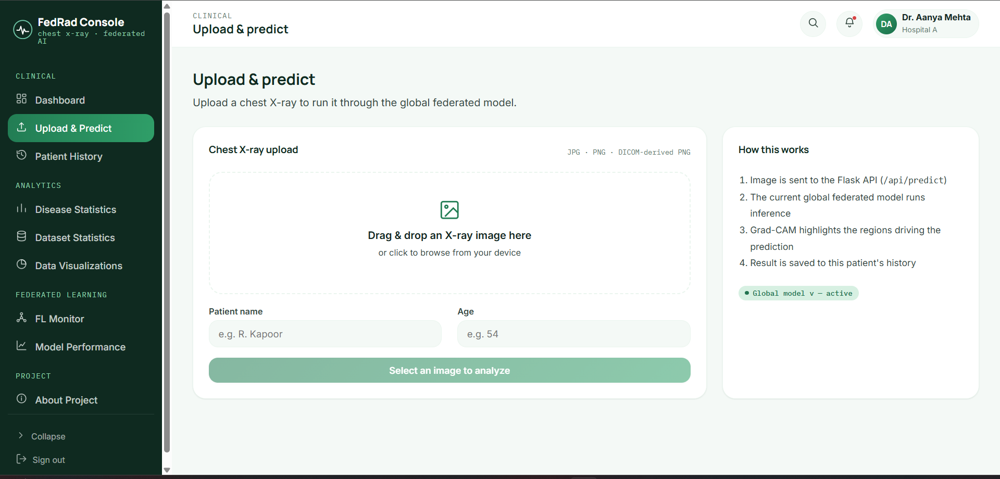 FedRad Console
chest x-ray · federated
AI
CLINICAL
Dashboard
Upload & Predict
Patient History
ANALYTICS
Disease Statistics
Dataset Statistics
Data Visualizations
FEDERATED LEARNING
FL Monitor
Model Performance
PROJECT
About Project
Collapse
Sign out
CLINICAL
Upload & predict
DA
Dr. Aanya Mehta
Hospital A
Upload & predict
Upload a chest X-ray to run it through the global federated model.
Chest X-ray upload
JPG · PNG · DICOM-derived PNG
Drag & drop an X-ray image here
or click to browse from your device
Patient name
Age
e.g. R. Kapoor
e.g. 54
Select an image to analyze
How this works
1. Image is sent to the Flask API (/api/predict)
2. The current global federated model runs
inference
3. Grad-CAM highlights the regions driving the
prediction
4. Result is saved to this patient's history
Global model v — active